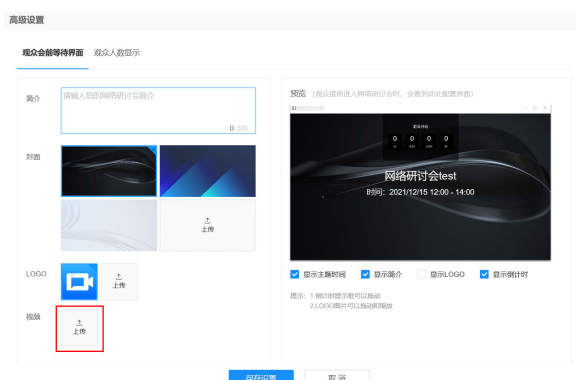 高级设置
观众会前等待界面 观众人数显示
简介
请输入您的网络研讨会简介
0/ 500
封面
上传
LOGO
上传
视频
上传
预览 (观众提前进入网络研讨会时，会看到此处配置界面)
距离开始
0 0 0 0
网络研讨会test
时间：2021/12/15 12:00 - 14:00
显示主题时间 显示简介 显示LOGO 显示倒计时
提示：1.倒计时提示框可以拖动
2.LOGO图片可以拖动和缩放
保存设置 取消